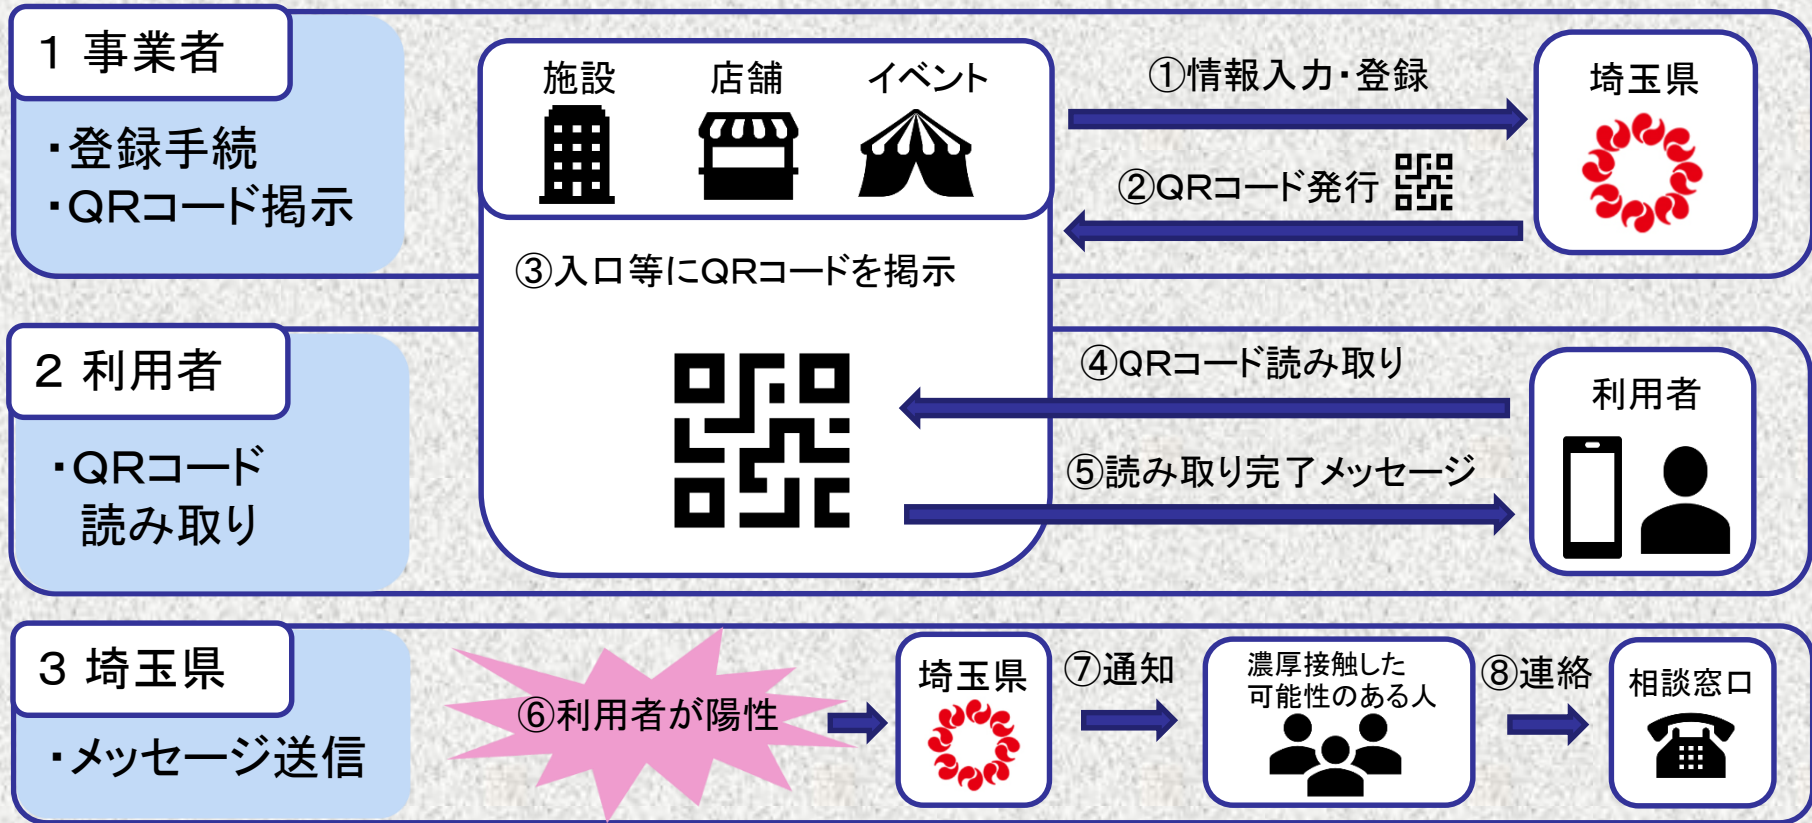 1 事業者
・登録手続
・QRコード掲示
施設
店舗
イベント
①情報入力・登録
②QRコード発行
埼玉県
③入口等にQRコードを掲示
2 利用者
・QRコード
読み取り
④QRコード読み取り
⑤読み取り完了メッセージ
利用者
3 埼玉県
・メッセージ送信
⑥利用者が陽性
埼玉県
⑦通知
濃厚接触した
可能性のある人
⑧連絡
相談窓口